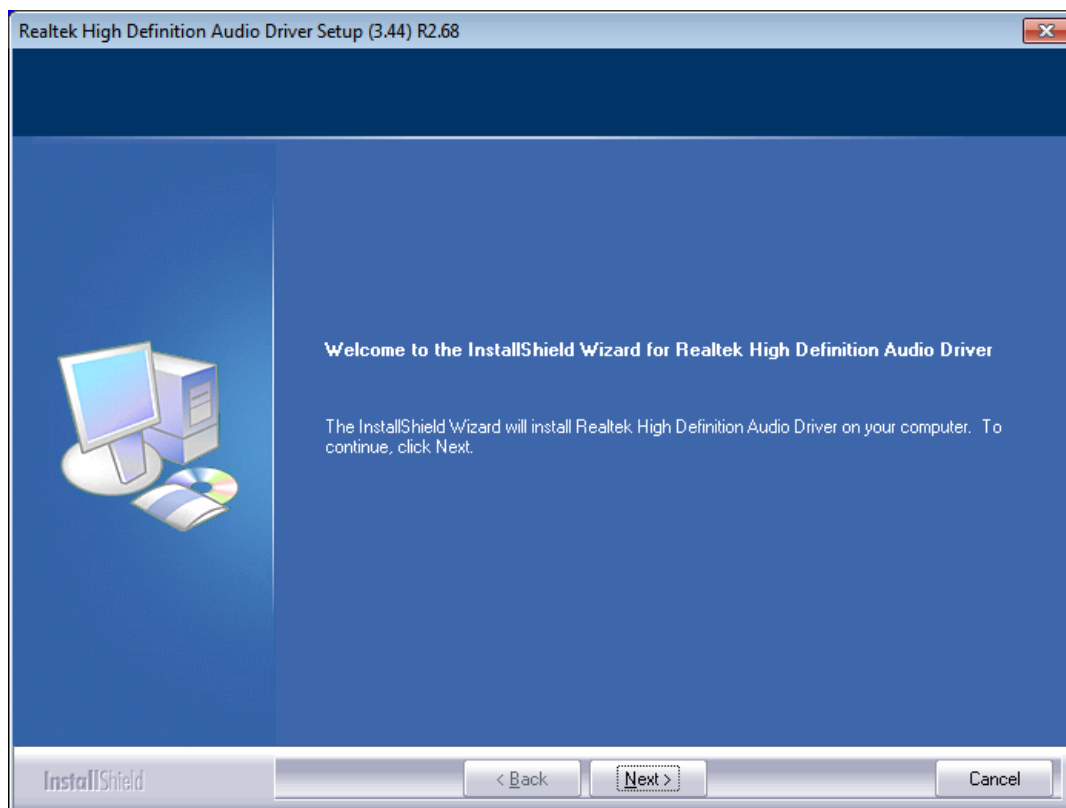 Realtek High Definition Audio Driver Setup (3.44) R2.68
Welcome to the InstallShield Wizard for Realtek High Definition Audio Driver
The InstallShield Wizard will install Realtek High Definition Audio Driver on your computer.  To
continue, click Next.
InstallShield
< Back
Next >
Cancel